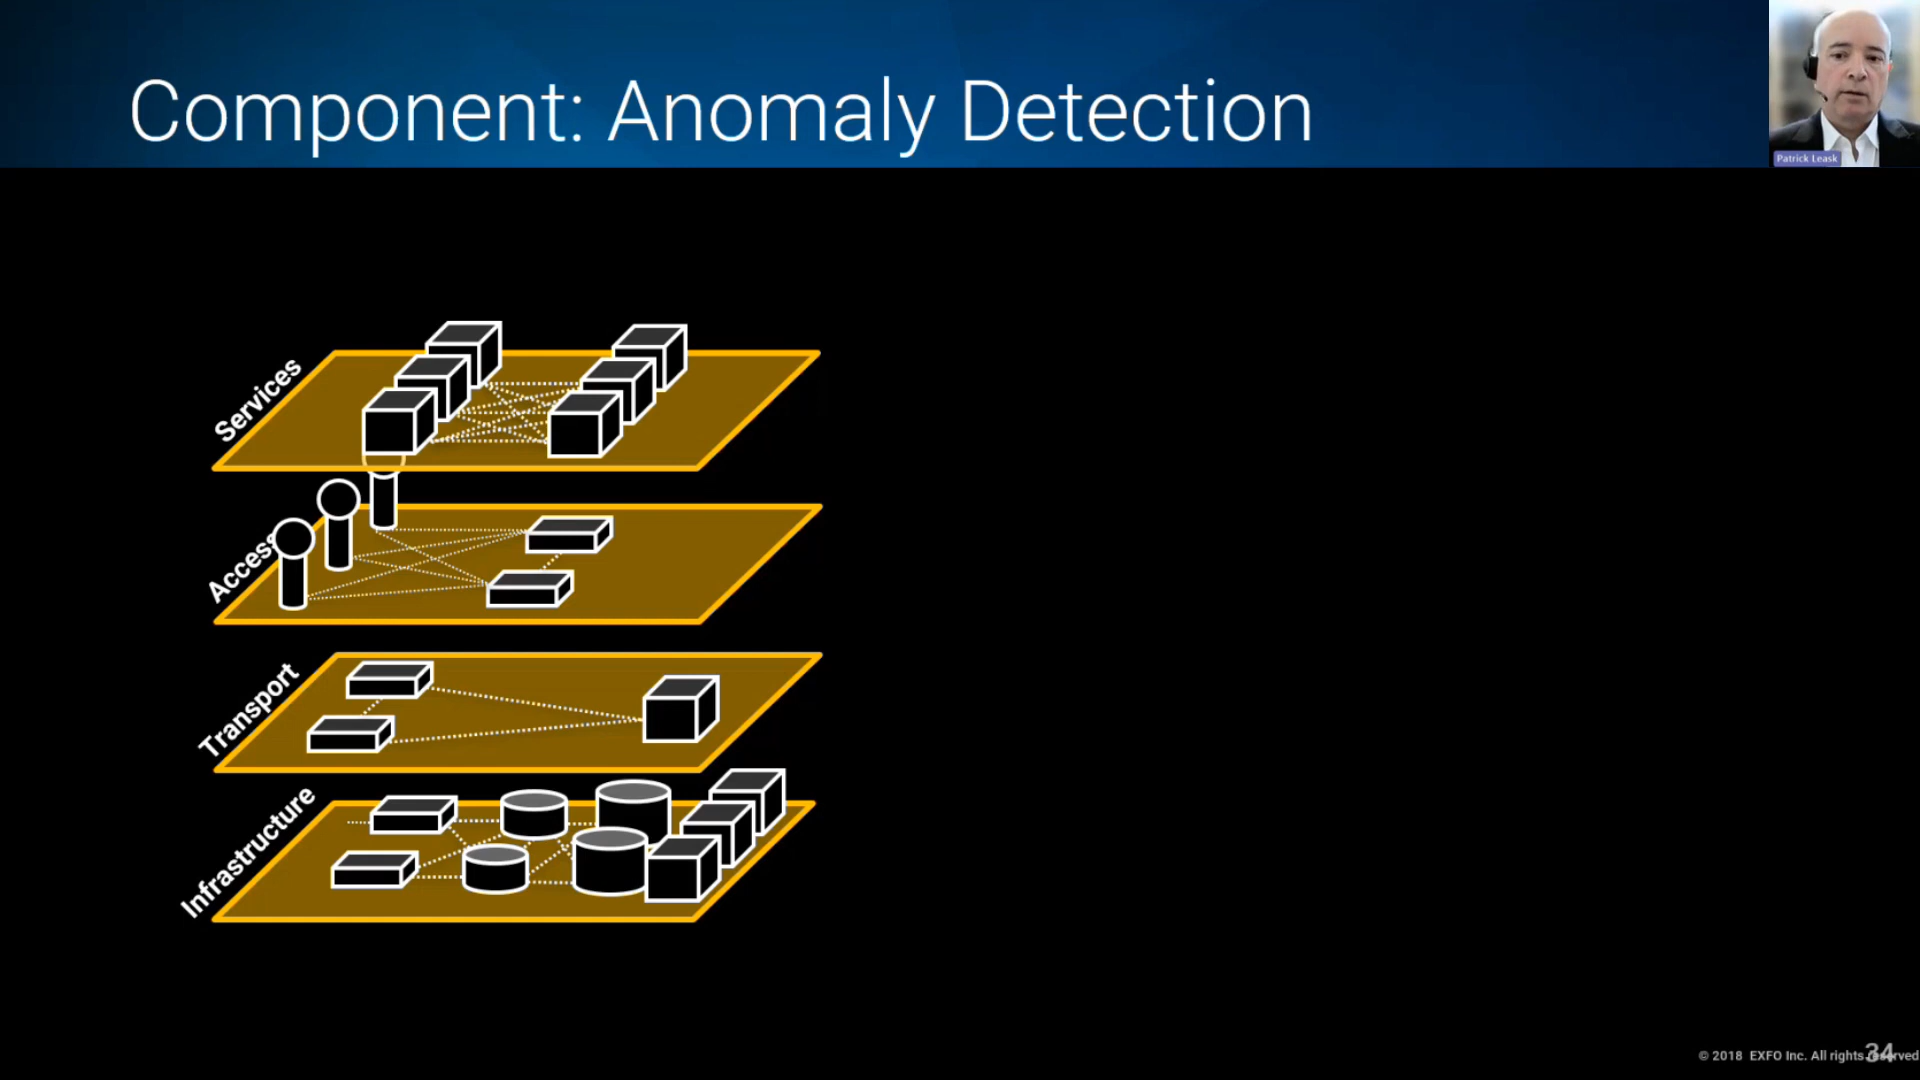 Component: Anomaly Detection
Patrick Leask
Services
Access
Transport
Infrastructure
© 2018 EXFO Inc. All rights reserved
34